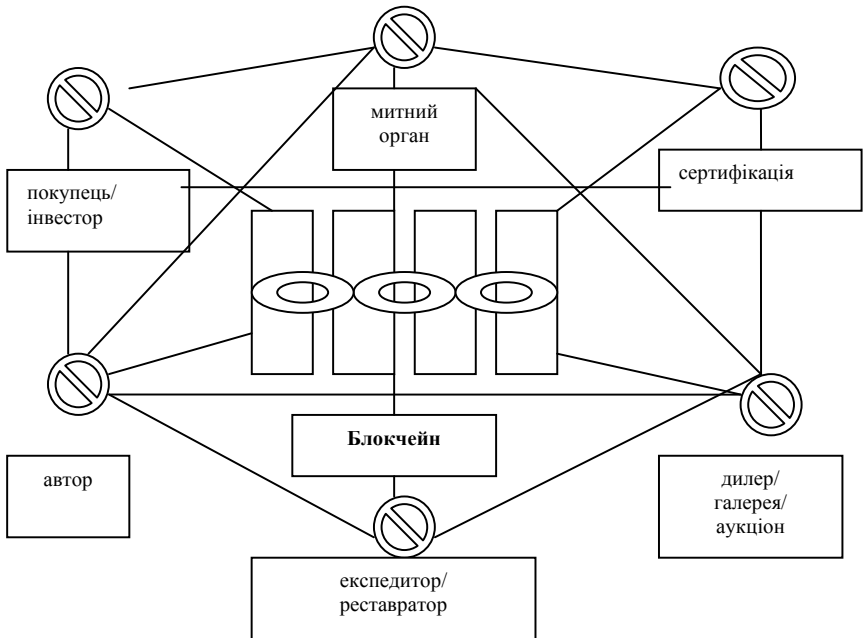 митний
орган
покупець/
інвестор
сертифікація
Блокчейн
автор
дилер/
галерея/
аукціон
експедитор/
реставратор